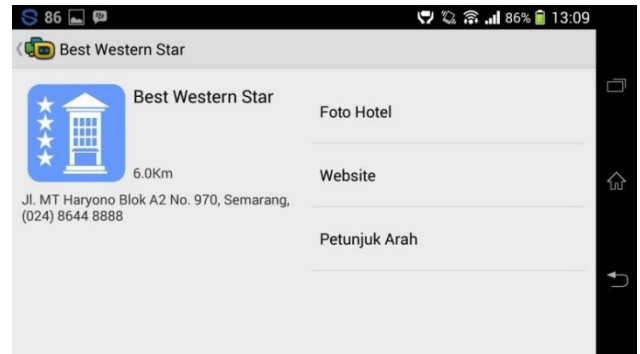 86
86% 13:09
Best Western Star
Best Western Star
6.0Km
Jl. MT Haryono Blok A2 No. 970, Semarang,
(024) 8644 8888
Foto Hotel
Website
Petunjuk Arah